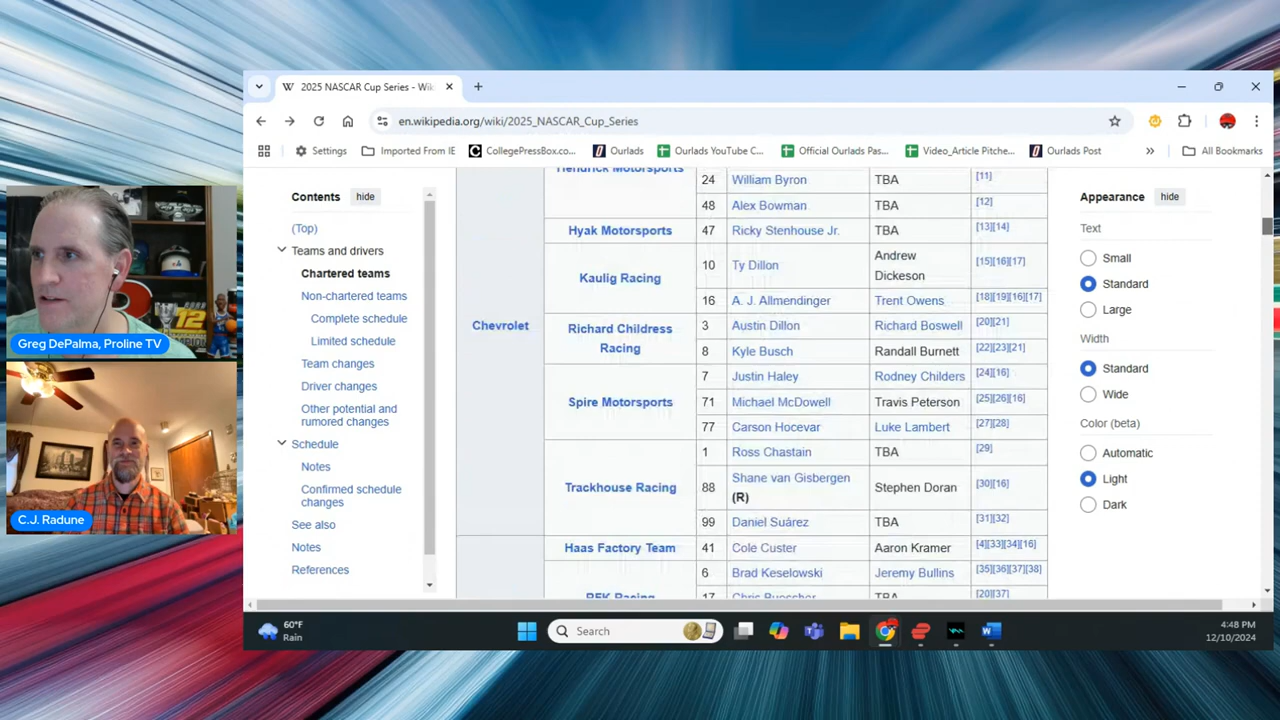 2025 NASCAR Cup Series - Wiki
en.wikipedia.org/wiki/2025_NASCAR_Cup_Series
Settings Imported From IE CollegePressBox.co... Ourlads Ourlads YouTube C... Official Ourlads Pas... Video_Article Pitche... Ourlads Post » All Bookmarks
Contents hide
(Top)
Teams and drivers
Chartered teams
Non-chartered teams
Complete schedule
Limited schedule
Team changes
Driver changes
Other potential and
rumored changes
Schedule
Notes
Confirmed schedule
changes
See also
Notes
References
Chevrolet
Hendrick Motorsports
24 William Byron TBA [11]
48 Alex Bowman TBA [12]
Hyak Motorsports 47 Ricky Stenhouse Jr. TBA [13][14]
Kaulig Racing
10 Ty Dillon Andrew
Dickeson [15][16][17]
16 A. J. Allmendinger Trent Owens [18][19][16][17]
Richard Childress
Racing
3 Austin Dillon Richard Boswell [20][21]
8 Kyle Busch Randall Burnett [22][23][21]
Spire Motorsports
7 Justin Haley Rodney Childers [24][16]
71 Michael McDowell Travis Peterson [25][26][16]
77 Carson Hocevar Luke Lambert [27][28]
Trackhouse Racing
1 Ross Chastain TBA [29]
88 Shane van Gisbergen
(R) Stephen Doran [30][16]
99 Daniel Suárez TBA [31][32]
Haas Factory Team 41 Cole Custer Aaron Kramer [4][33][34][16]
6 Brad Keselowski Jeremy Bullins [35][36][37][38]
RFK Racing 17 Chris Buescher TBA [20][37]
Appearance hide
Text
Small
Standard
Large
Width
Standard
Wide
Color (beta)
Automatic
Light
Dark
Greg DePalma, Proline TV
12
C.J. Radune
60°F
Rain
Search
4:48 PM
12/10/2024